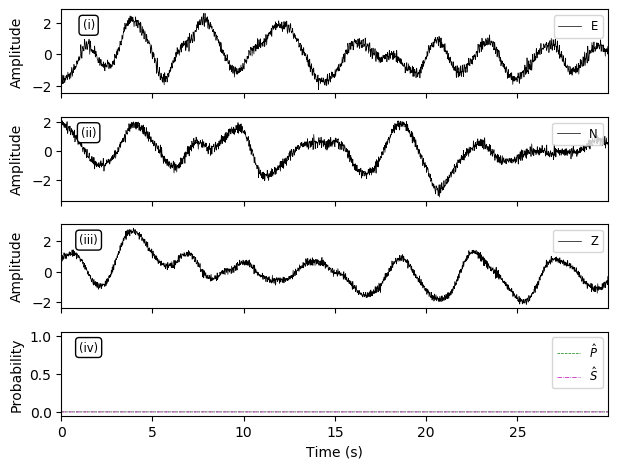 Amplitude
2
0
−2
(i)
E
Amplitude
2
0
−2
(ii)
N
Amplitude
2
0
−2
(iii)
Z
Probability
1.0
0.5
0.0
(iv)
P̂
Ŝ
0 5 10 15 20 25
Time (s)